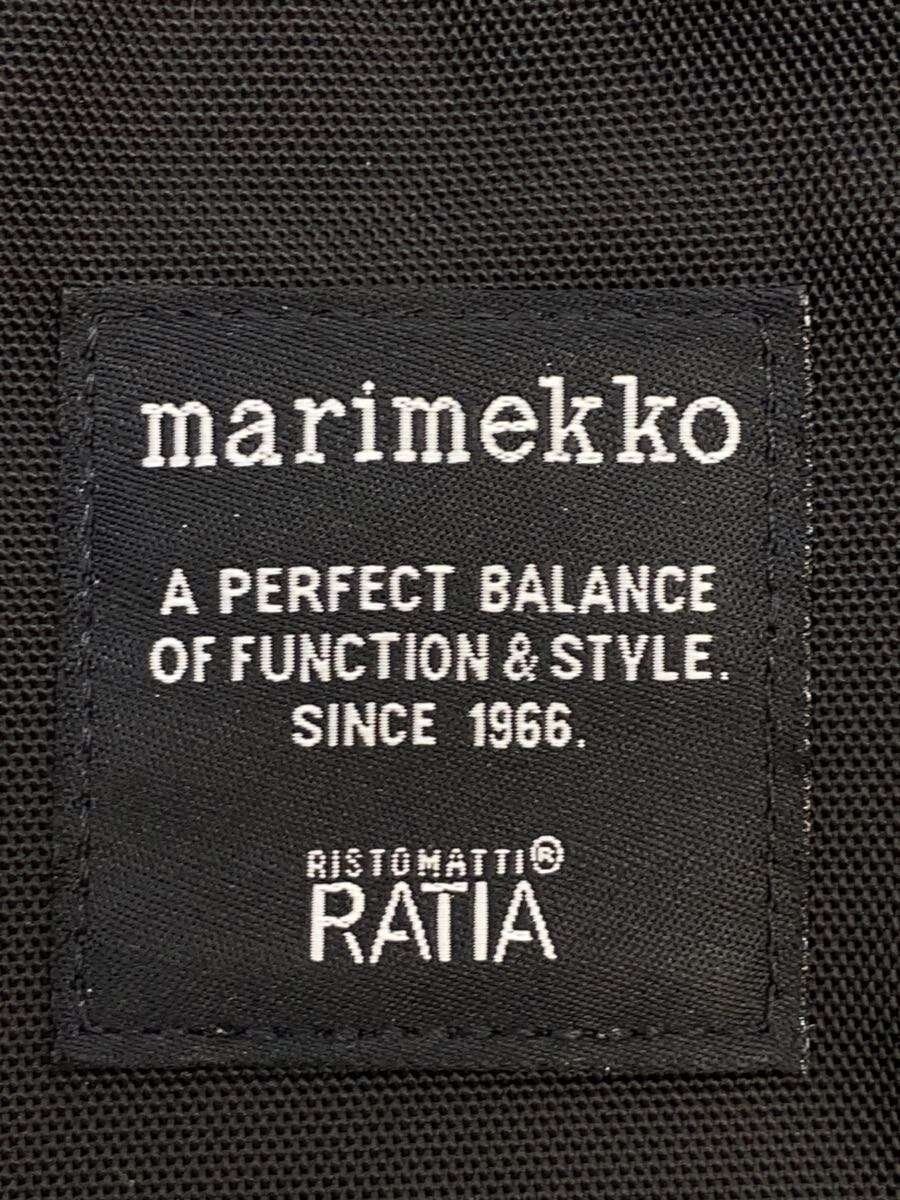 marimekko
A PERFECT BALANCE
OF FUNCTION & STYLE.
SINCE 1966.
RISTOMATTI®
RATIA